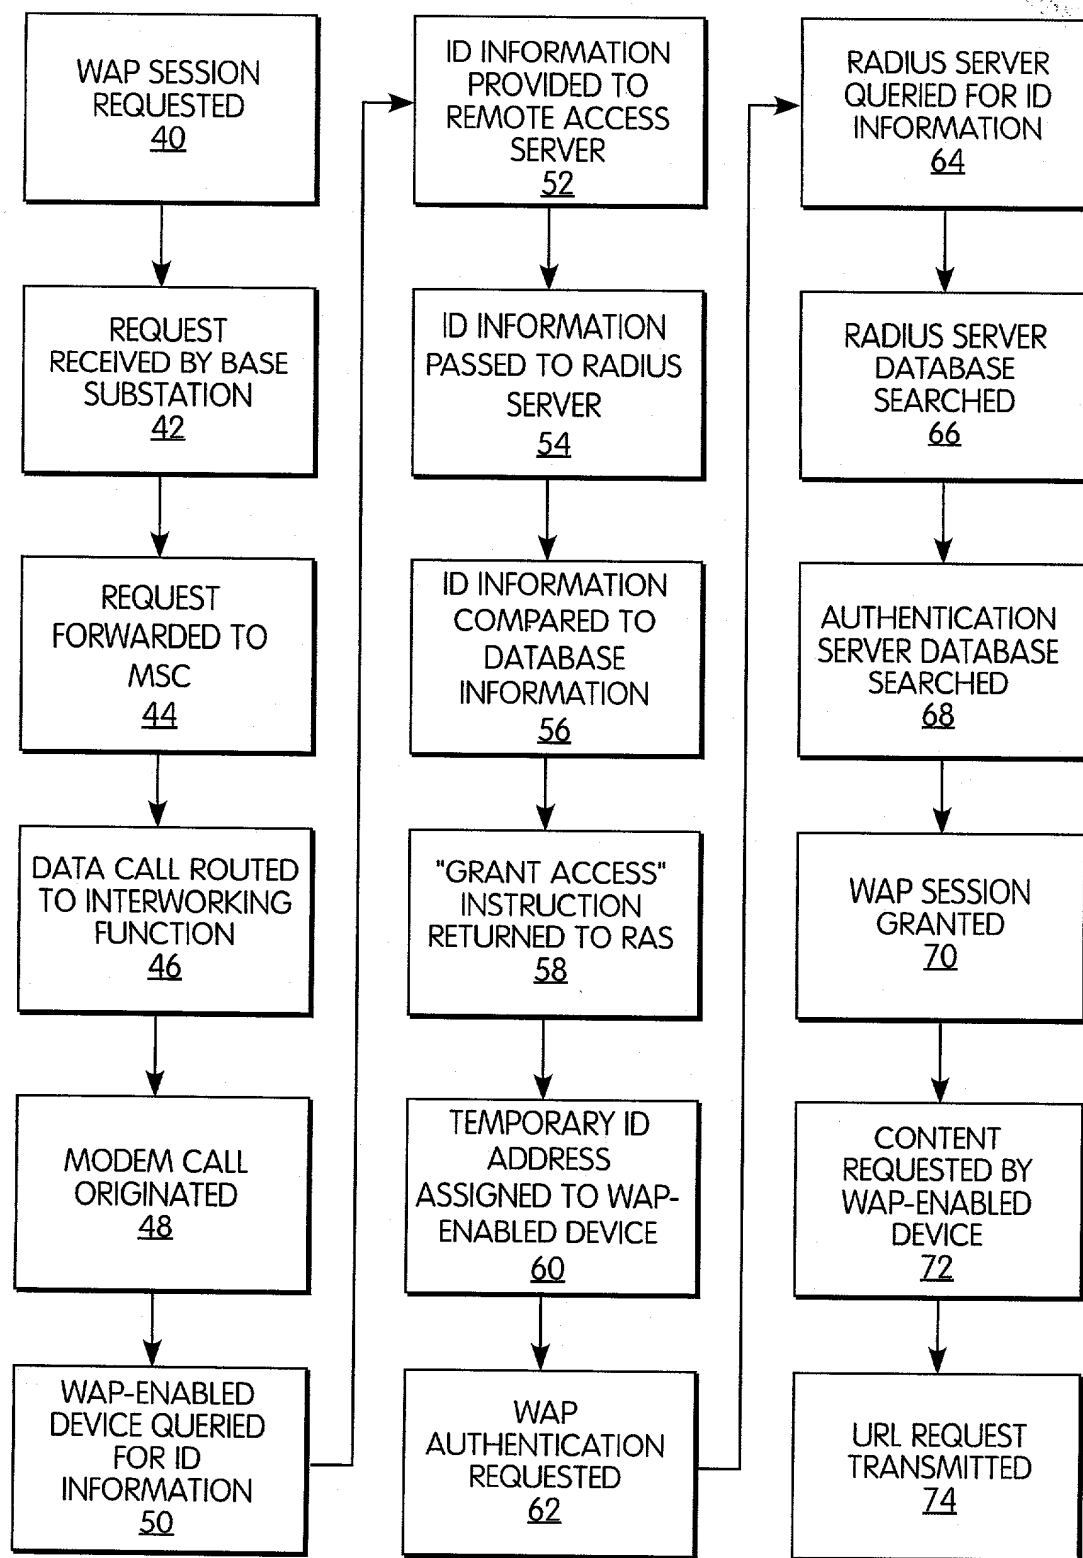 WAP SESSION
REQUESTED
40
REQUEST
RECEIVED BY BASE
SUBSTATION
42
REQUEST
FORWARDED TO
MSC
44
DATA CALL ROUTED
TO INTERWORKING
FUNCTION
46
MODEM CALL
ORIGINATED
48
WAP-ENABLED
DEVICE QUERIED
FOR ID
INFORMATION
50
ID INFORMATION
PROVIDED TO
REMOTE ACCESS
SERVER
52
ID INFORMATION
PASSED TO RADIUS
SERVER
54
ID INFORMATION
COMPARED TO
DATABASE
INFORMATION
56
"GRANT ACCESS"
INSTRUCTION
RETURNED TO RAS
58
TEMPORARY ID
ADDRESS
ASSIGNED TO WAP-
ENABLED DEVICE
60
WAP
AUTHENTICATION
REQUESTED
62
RADIUS SERVER
QUERIED FOR ID
INFORMATION
64
RADIUS SERVER
DATABASE
SEARCHED
66
AUTHENTICATION
SERVER DATABASE
SEARCHED
68
WAP SESSION
GRANTED
70
CONTENT
REQUESTED BY
WAP-ENABLED
DEVICE
72
URL REQUEST
TRANSMITTED
74